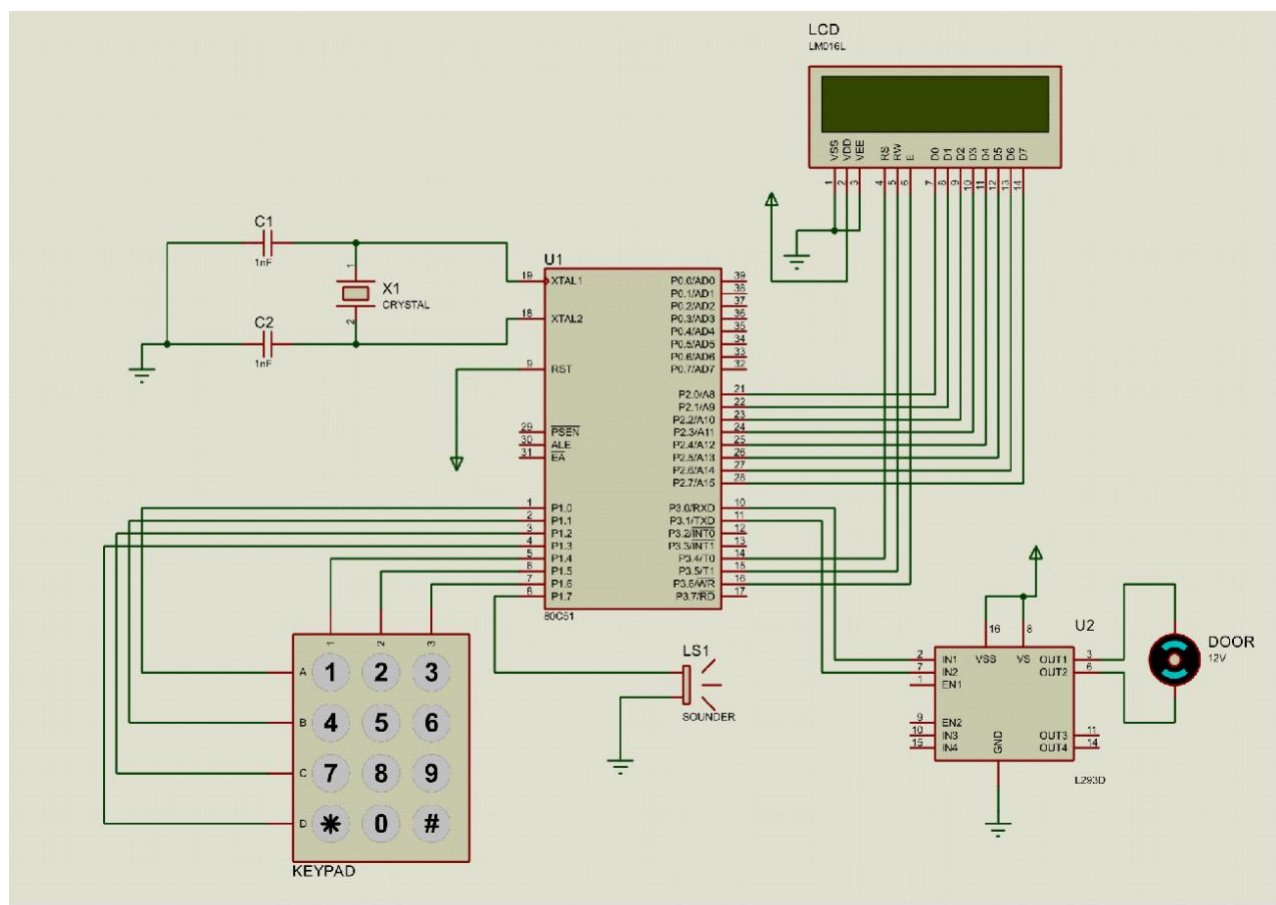 LCD
LM016L
VSS
VDD
VEE
RS
RW
E
D0
D1
D2
D3
D4
D5
D6
D7
1
2
3
4
5
6
7
8
9
10
11
12
13
14
C1
1nF
X1
CRYSTAL
1
2
C2
1nF
U1
19
XTAL1
18
XTAL2
9
RST
29
PSEN
30
ALE
31
EA
1
P1.0
2
P1.1
3
P1.2
4
P1.3
5
P1.4
6
P1.5
7
P1.6
8
P1.7
P0.0/AD0
39
P0.1/AD1
38
P0.2/AD2
37
P0.3/AD3
36
P0.4/AD4
35
P0.5/AD5
34
P0.6/AD6
33
P0.7/AD7
32
P2.0/A8
21
P2.1/A9
22
P2.2/A10
23
P2.3/A11
24
P2.4/A12
25
P2.5/A13
26
P2.6/A14
27
P2.7/A15
28
P3.0/RXD
10
P3.1/TXD
11
P3.2/INT0
12
P3.3/INT1
13
P3.4/T0
14
P3.5/T1
15
P3.6/WR
16
P3.7/RD
17
80C51
1
2
3
A
1 2 3
B
4 5 6
C
7 8 9
D
* 0 #
KEYPAD
LS1
SOUNDER
U2
16
8
VSS
VS
2
IN1
7
IN2
1
EN1
9
EN2
10
IN3
15
IN4
GND
OUT1
3
OUT2
6
OUT3
11
OUT4
14
L293D
DOOR
12V